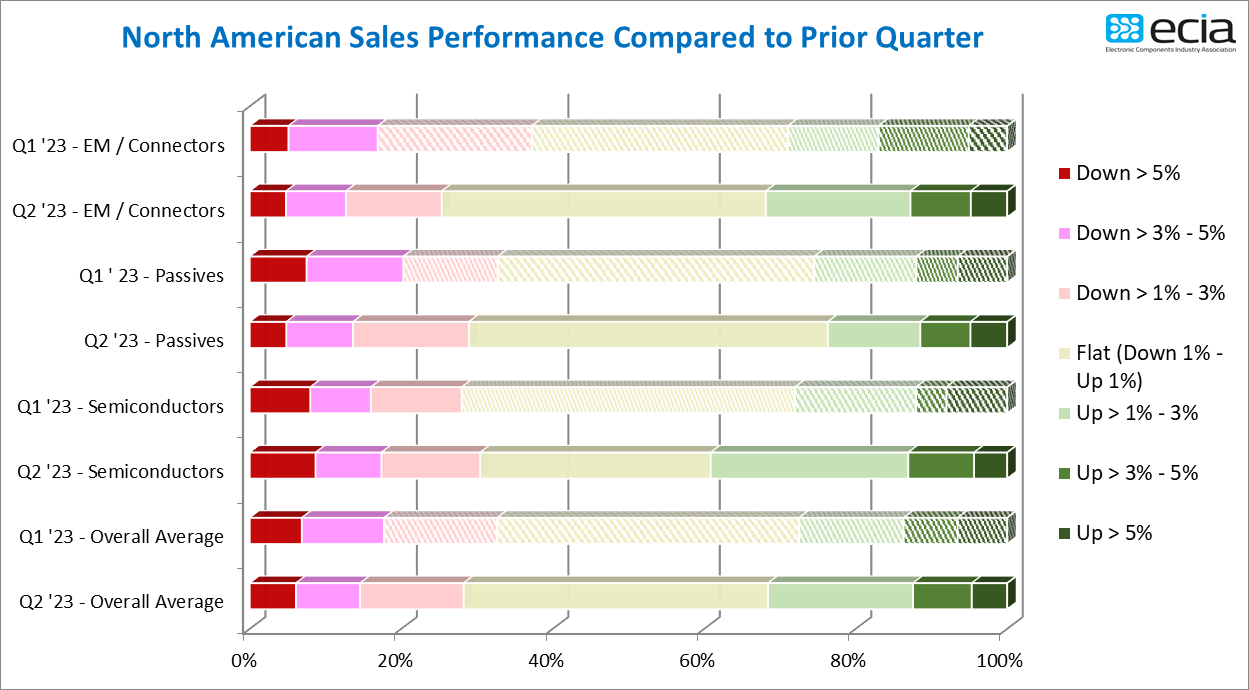 North American Sales Performance Compared to Prior Quarter
ecia
Electronic Components Industry Association
Q1 '23 - EM / Connectors
Q2 '23 - EM / Connectors
Q1 ' 23 - Passives
Q2 '23 - Passives
Q1 '23 - Semiconductors
Q2 '23 - Semiconductors
Q1 '23 - Overall Average
Q2 '23 - Overall Average
0%
20%
40%
60%
80%
100%
Down > 5%
Down > 3% - 5%
Down > 1% - 3%
Flat (Down 1% -
Up 1%)
Up > 1% - 3%
Up > 3% - 5%
Up > 5%